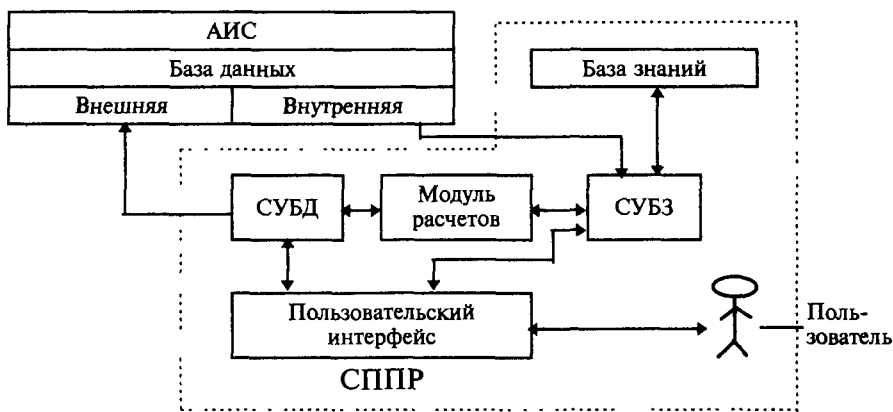 АИС
База данных
Внешняя
Внутренняя
База знаний
СУБД
Модуль
расчетов
СУБЗ
Пользовательский
интерфейс
Поль-
зователь
СППР